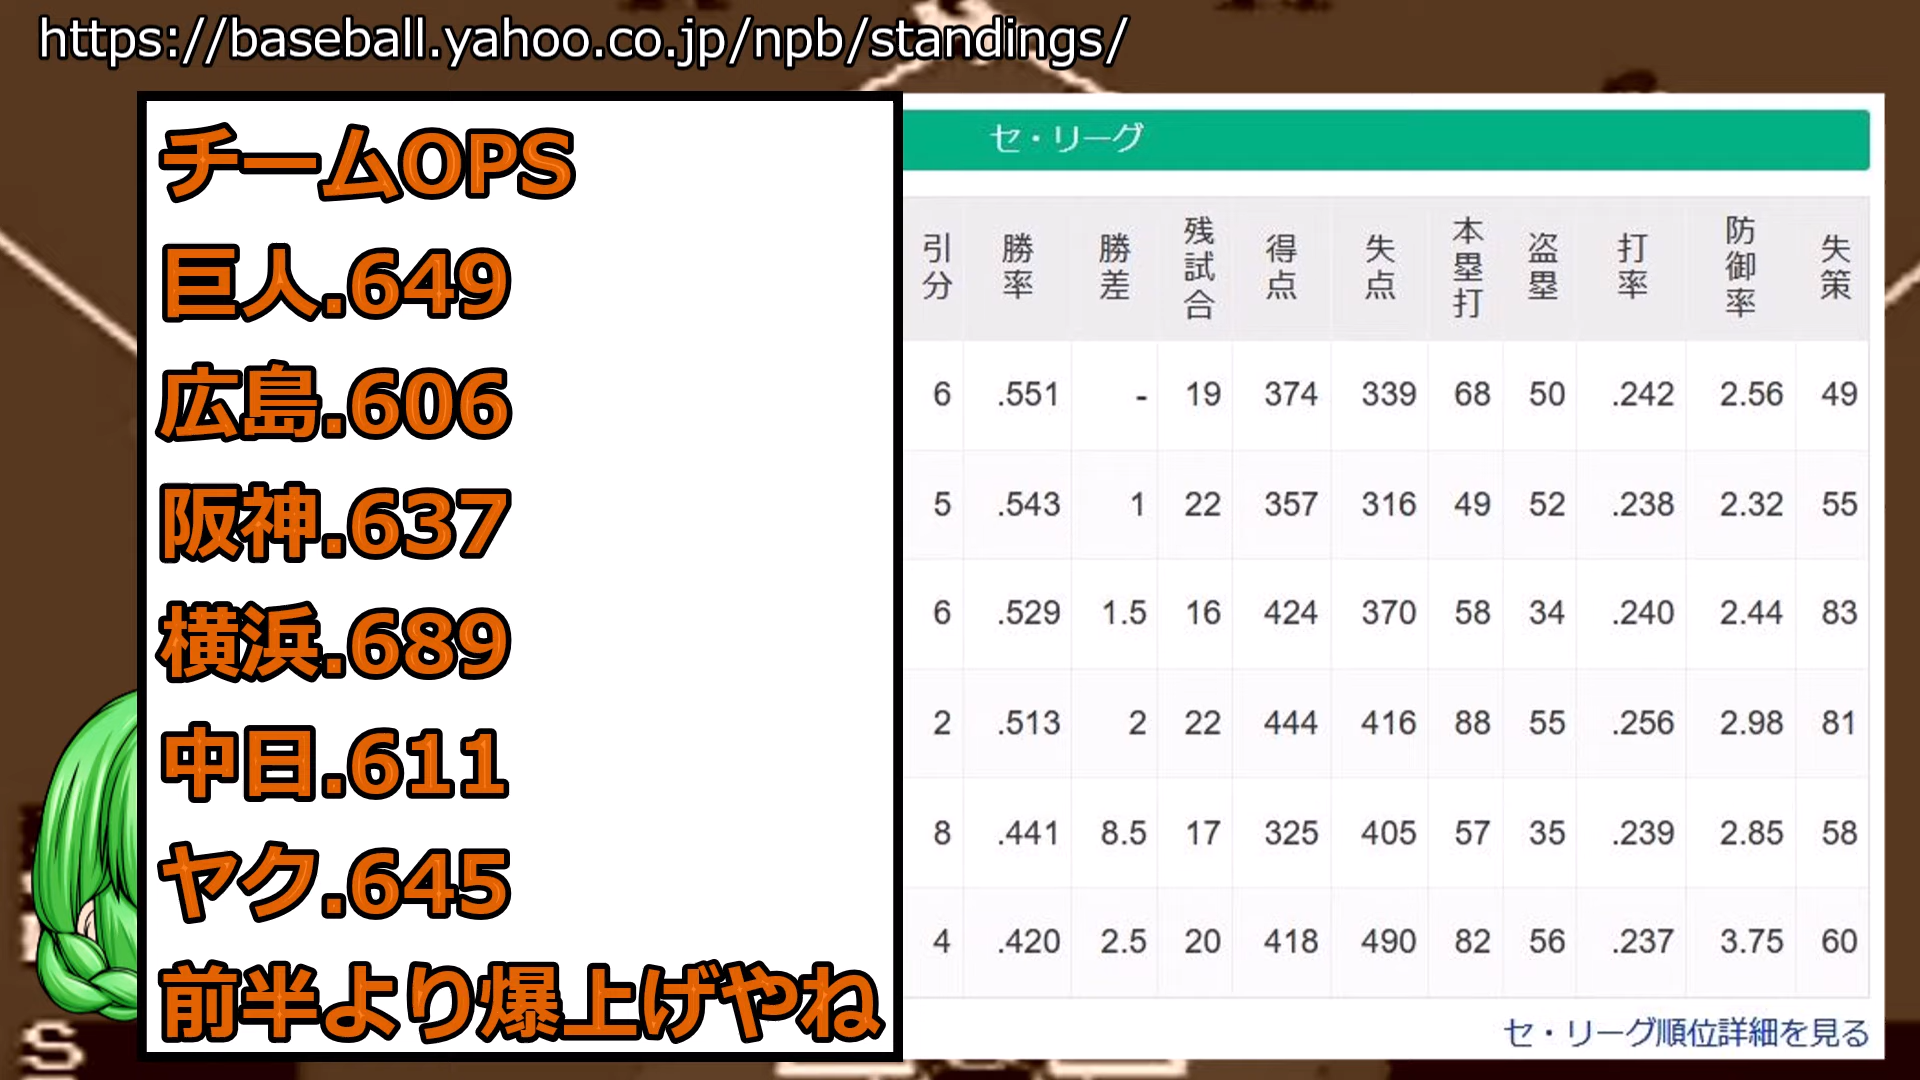 https://baseball.yahoo.co.jp/npb/standings/
チームOPS
巨人.649
広島.606
阪神.637
横浜.689
中日.611
ヤク.645
前半より爆上げやね
セ・リーグ
引分 勝率 勝差 残試合 得点 失点 本塁打 盗塁 打率 防御率 失策
6 .551 - 19 374 339 68 50 .242 2.56 49
5 .543 1 22 357 316 49 52 .238 2.32 55
6 .529 1.5 16 424 370 58 34 .240 2.44 83
2 .513 2 22 444 416 88 55 .256 2.98 81
8 .441 8.5 17 325 405 57 35 .239 2.85 58
4 .420 2.5 20 418 490 82 56 .237 3.75 60
セ・リーグ順位詳細を見る
S